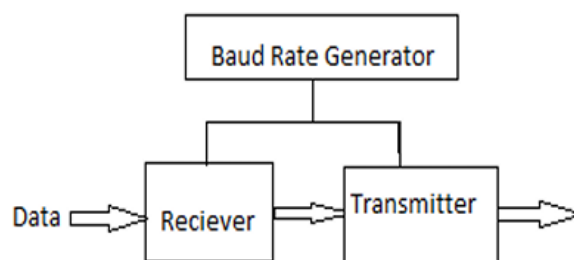 Baud Rate Generator
Data
Reciever
Transmitter